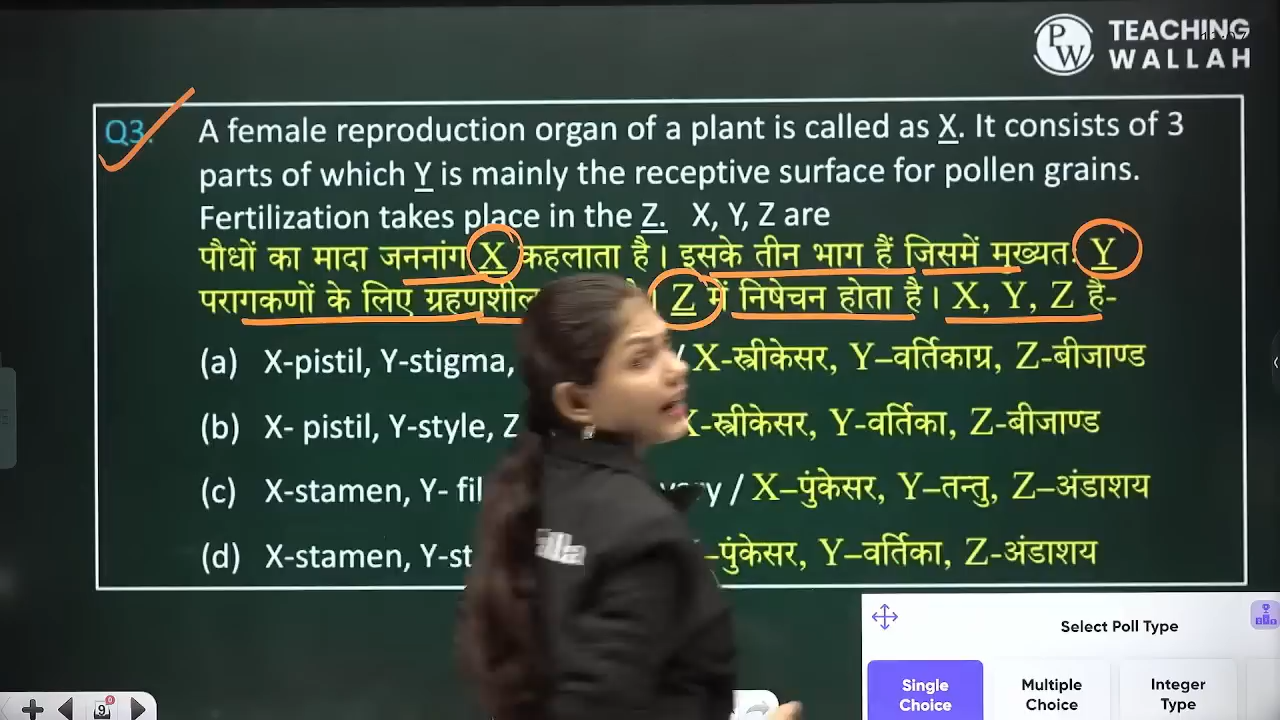 TEACHING
WALLAH
PW
Q3. A female reproduction organ of a plant is called as X. It consists of 3
parts of which Y is mainly the receptive surface for pollen grains.
Fertilization takes place in the Z. X, Y, Z are
पौधों का मादा जननांग X कहलाता है। इसके तीन भाग हैं जिसमें मुख्यतः Y
परागकणों के लिए ग्रहणशील Z में निषेचन होता है। X, Y, Z है-
(a) X-pistil, Y-stigma, / X-स्त्रीकेसर, Y–वर्तिकाग्र, Z-बीजाण्ड
(b) X- pistil, Y-style, Z X-स्त्रीकेसर, Y-वर्तिका, Z-बीजाण्ड
(c) X-stamen, Y- / X–पुंकेसर, Y–तन्तु, Z–अंडाशय
(d) X-stamen, –पुंकेसर, Y–वर्तिका, Z-अंडाशय
Select Poll Type
Single Choice
Multiple Choice
Integer Type
9